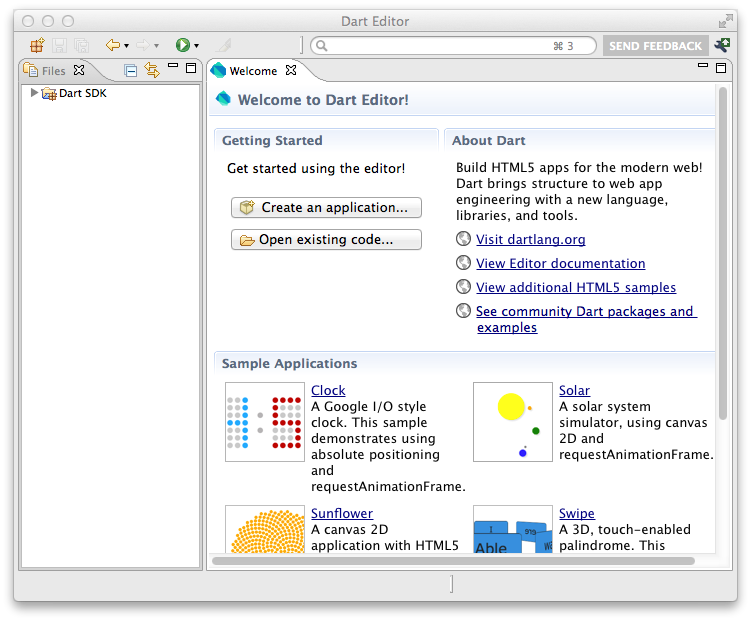 Dart Editor
⌘ 3
SEND FEEDBACK
Files
Welcome
Dart SDK
Welcome to Dart Editor!
Getting Started
Get started using the editor!
Create an application...
Open existing code...
About Dart
Build HTML5 apps for the modern web!
Dart brings structure to web app
engineering with a new language,
libraries, and tools.
Visit dartlang.org
View Editor documentation
View additional HTML5 samples
See community Dart packages and
examples
Sample Applications
Clock
A Google I/O style
clock. This sample
demonstrates using
absolute positioning
and
requestAnimationFrame.
Solar
A solar system
simulator, using canvas
2D and
requestAnimationFrame.
Sunflower
A canvas 2D
application with HTML5
I
Able
Swipe
A 3D, touch-enabled
palindrome. This